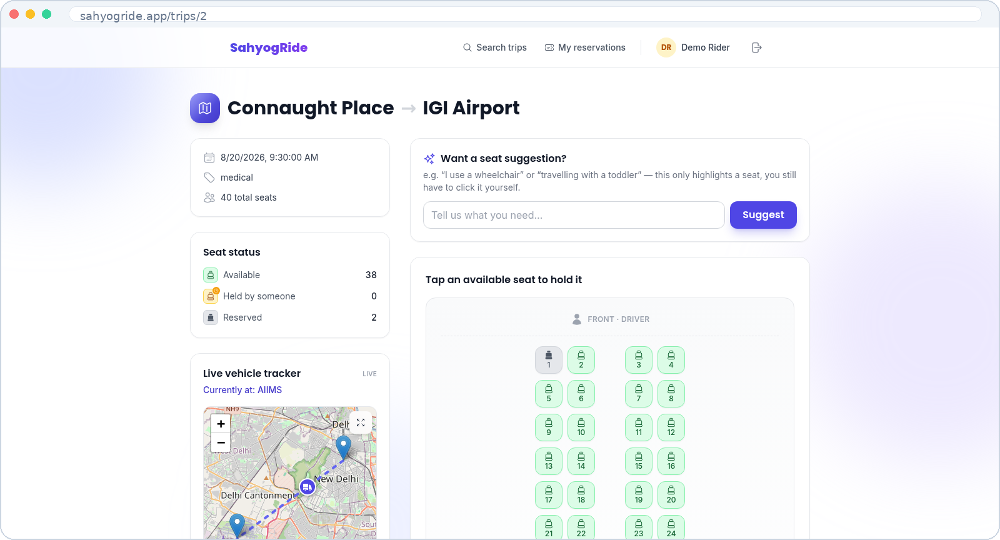 sahyogride.app/trips/2
SahyogRide
Search trips
My reservations
DR
Demo Rider
Connaught Place → IGI Airport
8/20/2026, 9:30:00 AM
medical
40 total seats
Seat status
Available 38
Held by someone 0
Reserved 2
Live vehicle tracker LIVE
Currently at: AIIMS
NH9
+
−
Delhi
New Delhi
Delhi Cantonment
Want a seat suggestion?
e.g. “I use a wheelchair” or “travelling with a toddler” — this only highlights a seat, you still
have to click it yourself.
Tell us what you need...
Suggest
Tap an available seat to hold it
FRONT · DRIVER
1 2 3 4
5 6 7 8
9 10 11 12
13 14 15 16
17 18 19 20
21 22 23 24